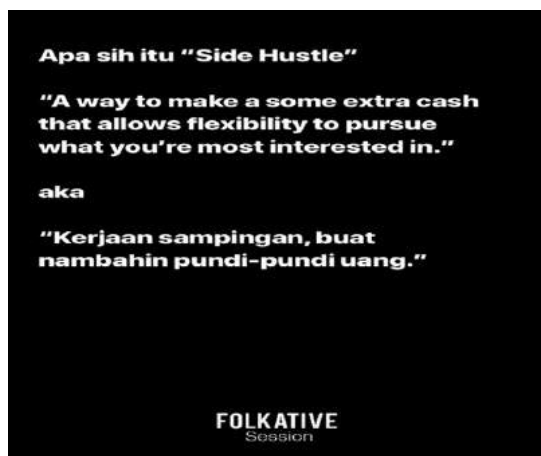 Apa sih itu “Side Hustle”
“A way to make a some extra cash
that allows flexibility to pursue
what you’re most interested in.”
aka
“Kerjaan sampingan, buat
nambahin pundi-pundi uang.”
FOLKATIVE
Session